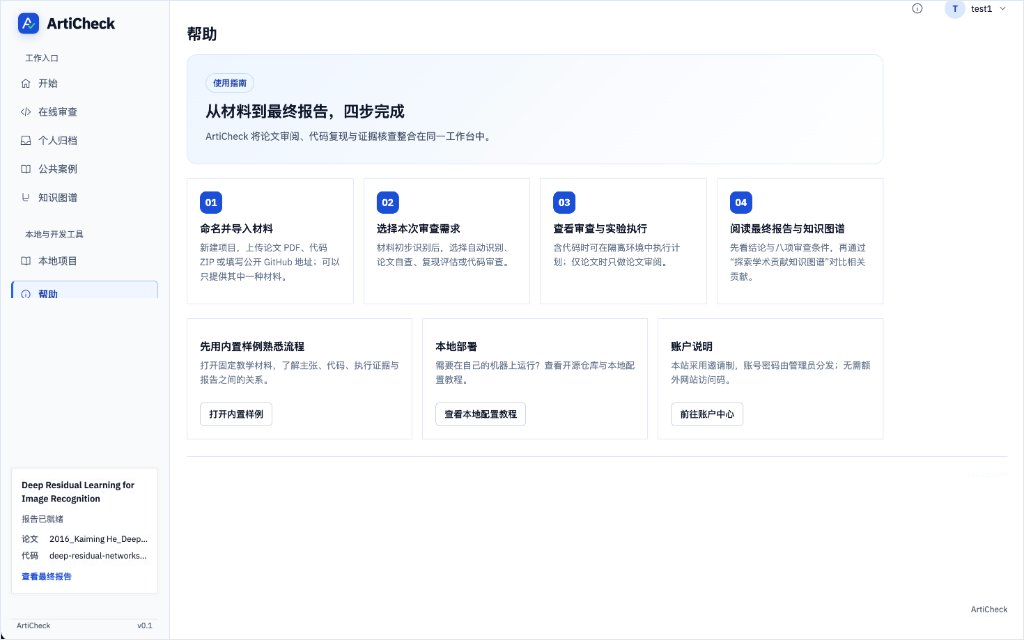 ArtiCheck
工作入口
开始
在线审查
个人归档
公共案例
知识图谱
本地与开发工具
本地项目
帮助
Deep Residual Learning for
Image Recognition
报告已就绪
论文 2016_Kaiming He_Deep...
代码 deep-residual-networks...
查看最终报告
ArtiCheck v0.1
T test1
帮助
使用指南
从材料到最终报告，四步完成
ArtiCheck 将论文审阅、代码复现与证据核查整合在同一工作台中。
01
命名并导入材料
新建项目，上传论文 PDF、代码
ZIP 或填写公开 GitHub 地址；可以
只提供其中一种材料。
02
选择本次审查需求
材料初步识别后，选择自动识别、
论文自查、复现评估或代码审查。
03
查看审查与实验执行
含代码时可在隔离环境中执行计
划；仅论文时只做论文审阅。
04
阅读最终报告与知识图谱
先看结论与八项审查条件，再通过
“探索学术贡献知识图谱”对比相关
贡献。
先用内置样例熟悉流程
打开固定教学材料，了解主张、代码、执行证据与
报告之间的关系。
打开内置样例
本地部署
需要在自己的机器上运行？查看开源仓库与本地配
置教程。
查看本地配置教程
账户说明
本站采用邀请制，账号密码由管理员分发；无需额
外网站访问码。
前往账户中心
ArtiCheck